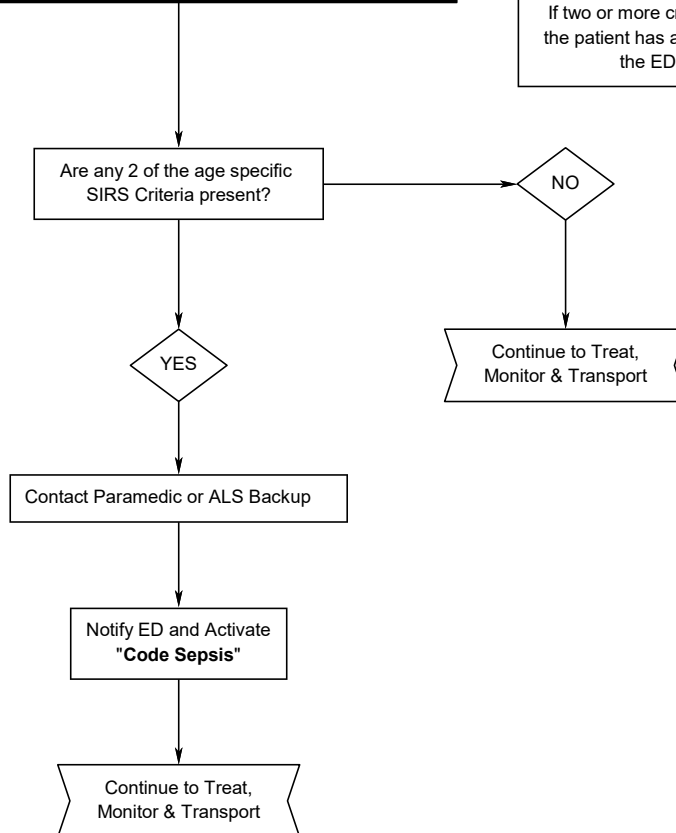 If two or more
the patient has
the ED
Are any 2 of the age specific
SIRS Criteria present?
NO
YES
Continue to Treat,
Monitor & Transport
Contact Paramedic or ALS Backup
Notify ED and Activate
"Code Sepsis"
Continue to Treat,
Monitor & Transport